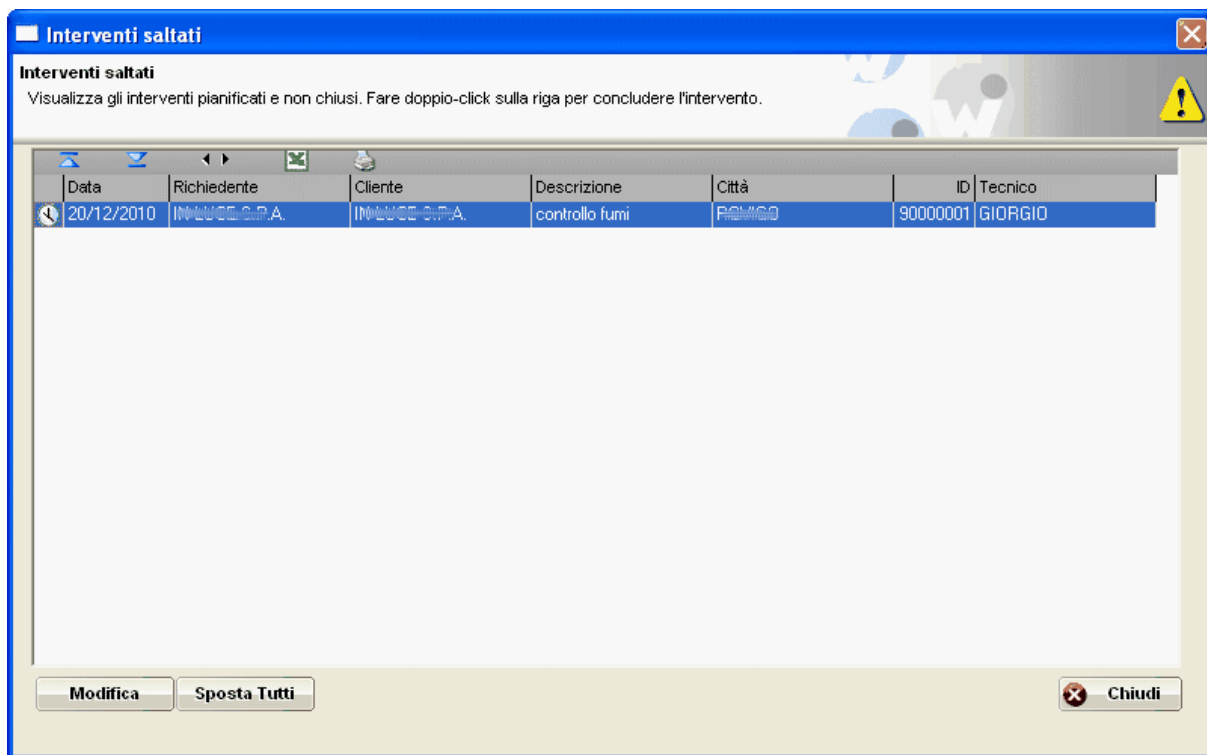 Interventi saltati
Interventi saltati
Visualizza gli interventi pianificati e non chiusi. Fare doppio-click sulla riga per concludere l'intervento.
Data Richiedente Cliente Descrizione Città ID Tecnico
20/12/2010 controllo fumi 90000001 GIORGIO
Modifica Sposta Tutti Chiudi